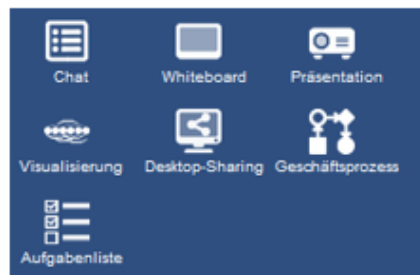 Chat Whiteboard Präsentation
Visualisierung Desktop-Sharing Geschäftsprozess
Aufgabenliste